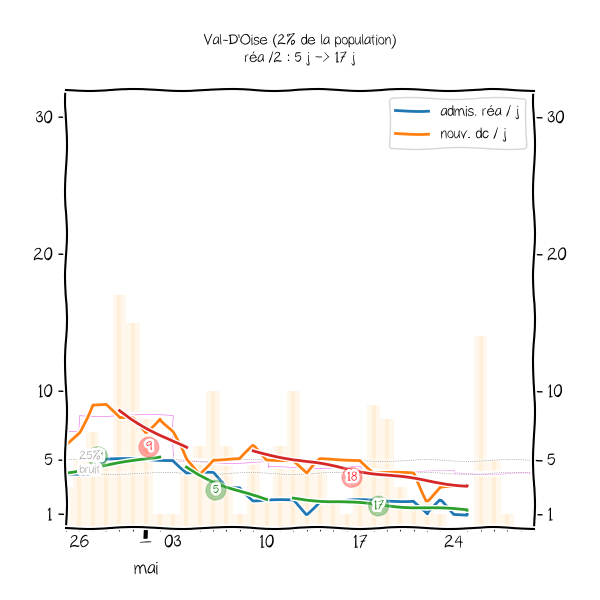 Val-D'Oise (2% de la population)
réa /2 : 5 j -> 17 j
admis. réa / j
nouv. dc / j
30 30
20 20
10 10
5 5
1 1
25%
bruit
9
5
18
17
26 1 03 10 17 24
mai